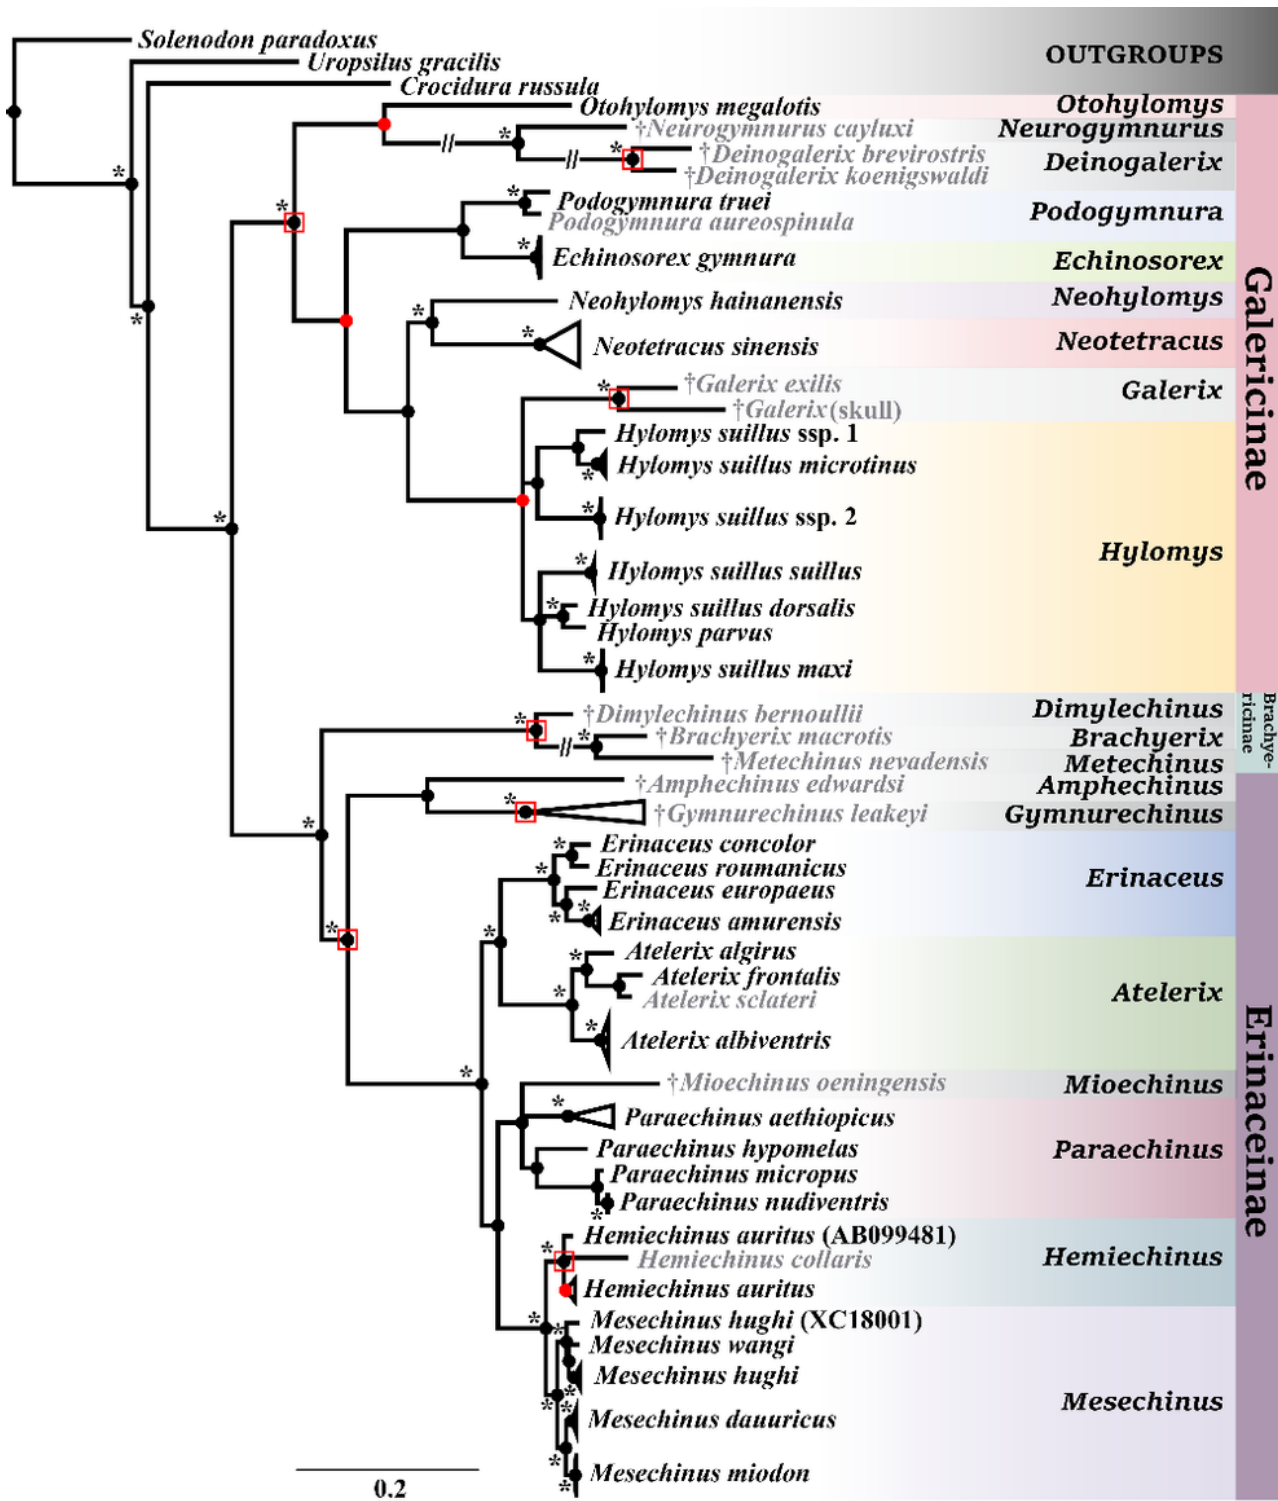 Solenodon paradoxus
OUTGROUPS
Uropsilus gracilis
Crocidura russula
Otohylomys megalotis
Otohylomys
†Neurogymnurus cayluxi
Neurogymnurus
†Deinogalerix brevirostris
Deinogalerix
†Deinogalerix koenigswaldi
Podogymnura truei
Podogymnura
Podogymnura aureospinula
Echinosorex gymnura
Echinosorex
Neohylomys hainanensis
Neohylomys
Neotetracus sinensis
Neotetracus
†Galerix exilis
Galerix
†Galerix(skull)
Galericinae
Hylomys suillus ssp. 1
Hylomys suillus microtinus
Hylomys suillus ssp. 2
Hylomys
Hylomys suillus suillus
Hylomys suillus dorsalis
Hylomys parvus
Hylomys suillus maxi
†Dimylechinus bernoullii
Dimylechinus
Brachye-
ricinae
†Brachyerix macrotis
Brachyerix
†Metechinus nevadensis
Metechinus
†Amphechinus edwardsi
Amphechinus
†Gymnurechinus leakeyi
Gymnurechinus
Erinaceus concolor
Erinaceus roumanicus
Erinaceus
Erinaceus europaeus
Erinaceus amurensis
Atelerix algirus
Atelerix frontalis
Atelerix
Atelerix sclateri
Atelerix albiventris
Erinaceinae
†Mioechinus oeningensis
Mioechinus
Paraechinus aethiopicus
Paraechinus hypomelas
Paraechinus
Paraechinus micropus
Paraechinus nudiventris
Hemiechinus auritus (AB099481)
Hemiechinus collaris
Hemiechinus
Hemiechinus auritus
Mesechinus hughi (XC18001)
Mesechinus wangi
Mesechinus hughi
Mesechinus
Mesechinus dauuricus
Mesechinus miodon
0.2